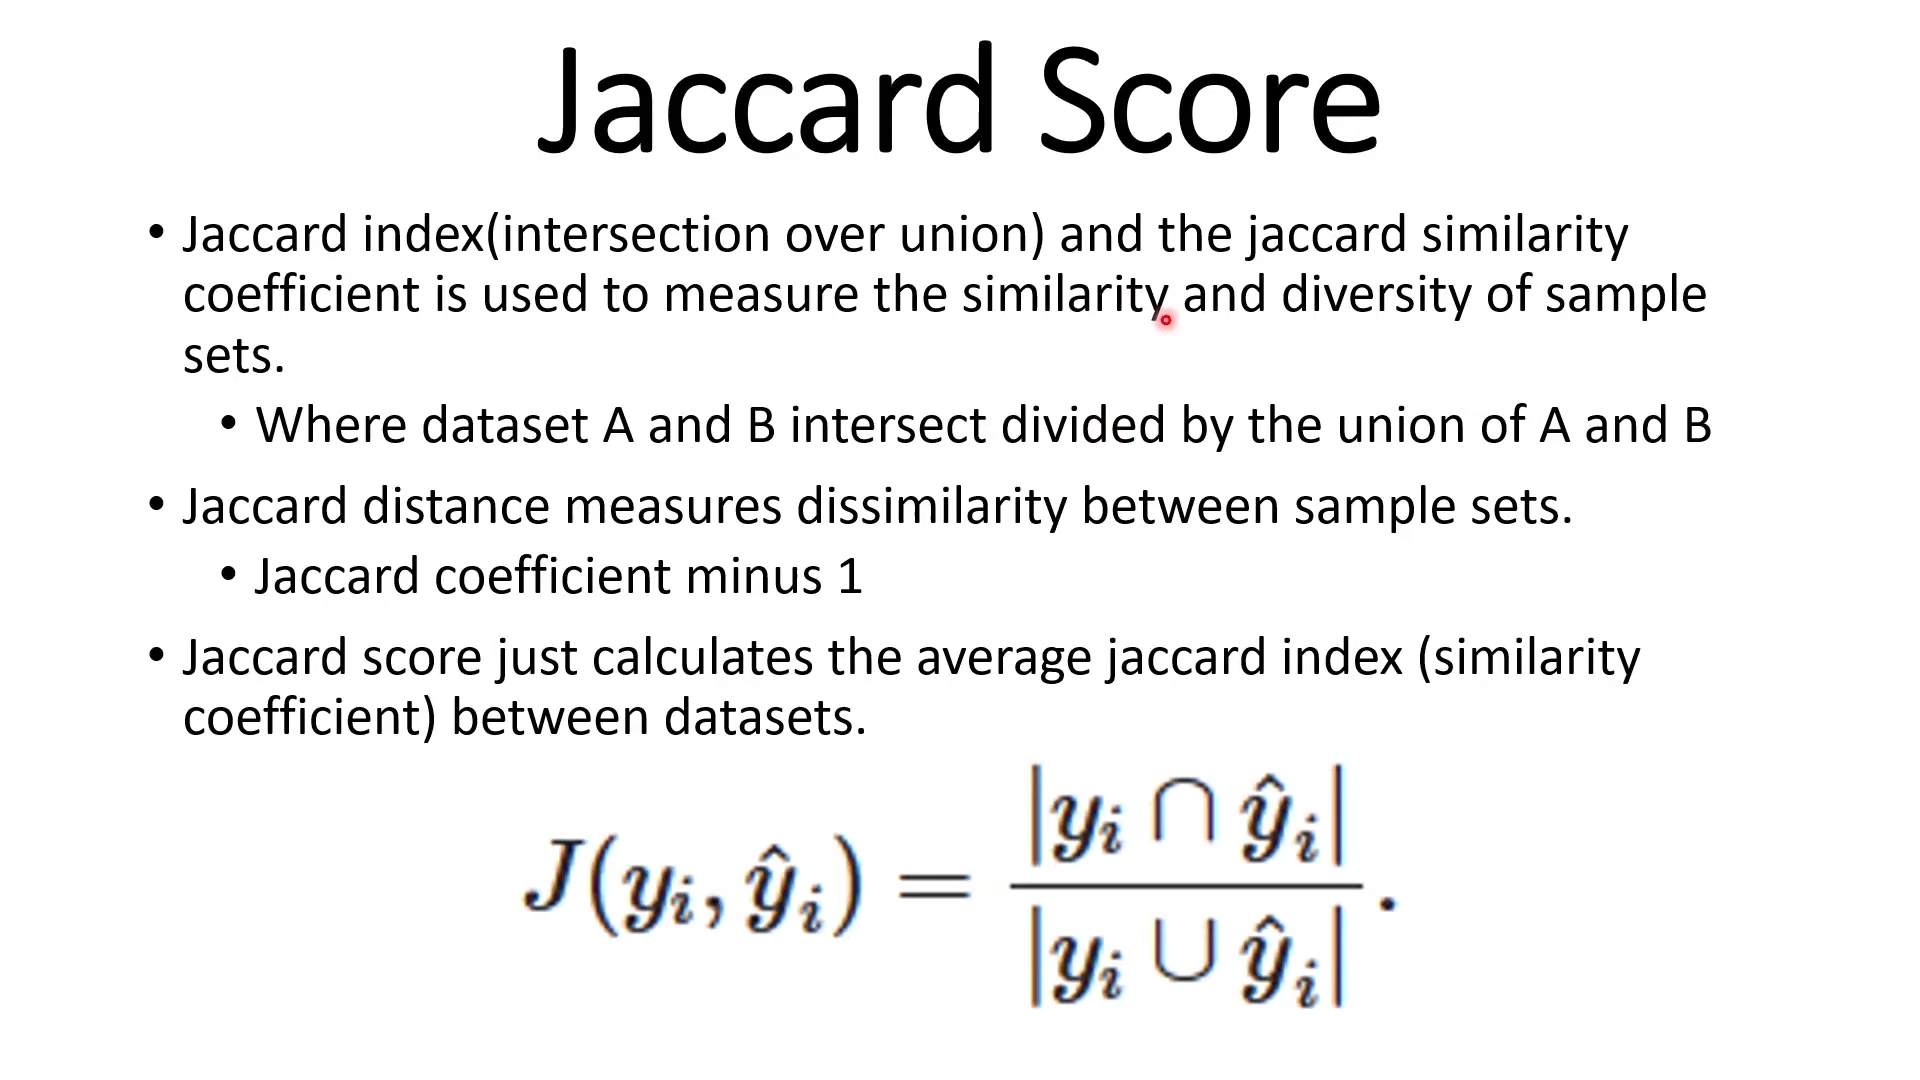 Jaccard Score
• Jaccard index(intersection over union) and the jaccard similarity
coefficient is used to measure the similarity and diversity of sample
sets.
• Where dataset A and B intersect divided by the union of A and B
• Jaccard distance measures dissimilarity between sample sets.
• Jaccard coefficient minus 1
• Jaccard score just calculates the average jaccard index (similarity
coefficient) between datasets.
J(yᵢ, ŷᵢ) = |yᵢ ∩ ŷᵢ| / |yᵢ ∪ ŷᵢ| .